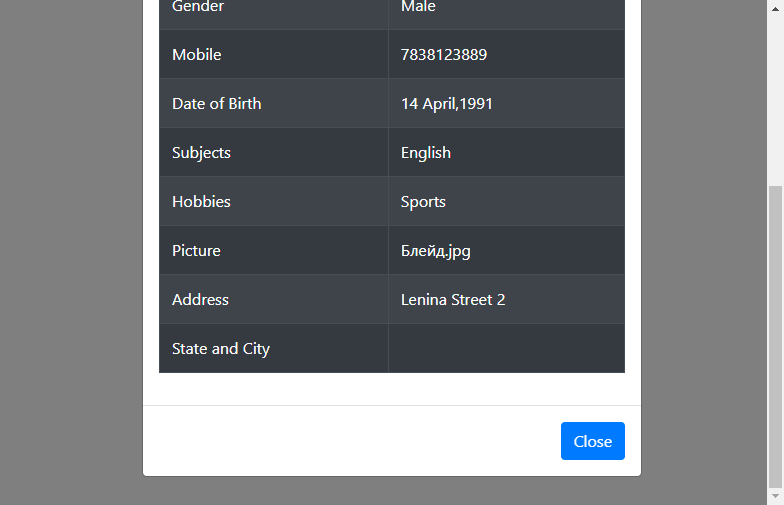 Gender Male
Mobile 7838123889
Date of Birth 14 April,1991
Subjects English
Hobbies Sports
Picture Блейд.jpg
Address Lenina Street 2
State and City
Close